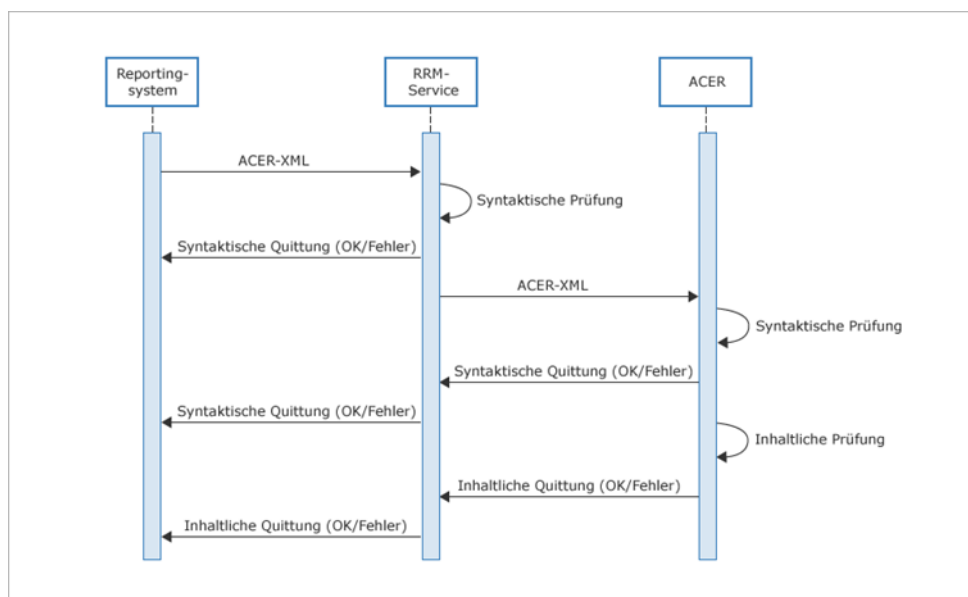 Reporting-
system
RRM-
Service
ACER
ACER-XML
Syntaktische Prüfung
Syntaktische Quittung (OK/Fehler)
ACER-XML
Syntaktische Prüfung
Syntaktische Quittung (OK/Fehler)
Syntaktische Quittung (OK/Fehler)
Inhaltliche Prüfung
Inhaltliche Quittung (OK/Fehler)
Inhaltliche Quittung (OK/Fehler)